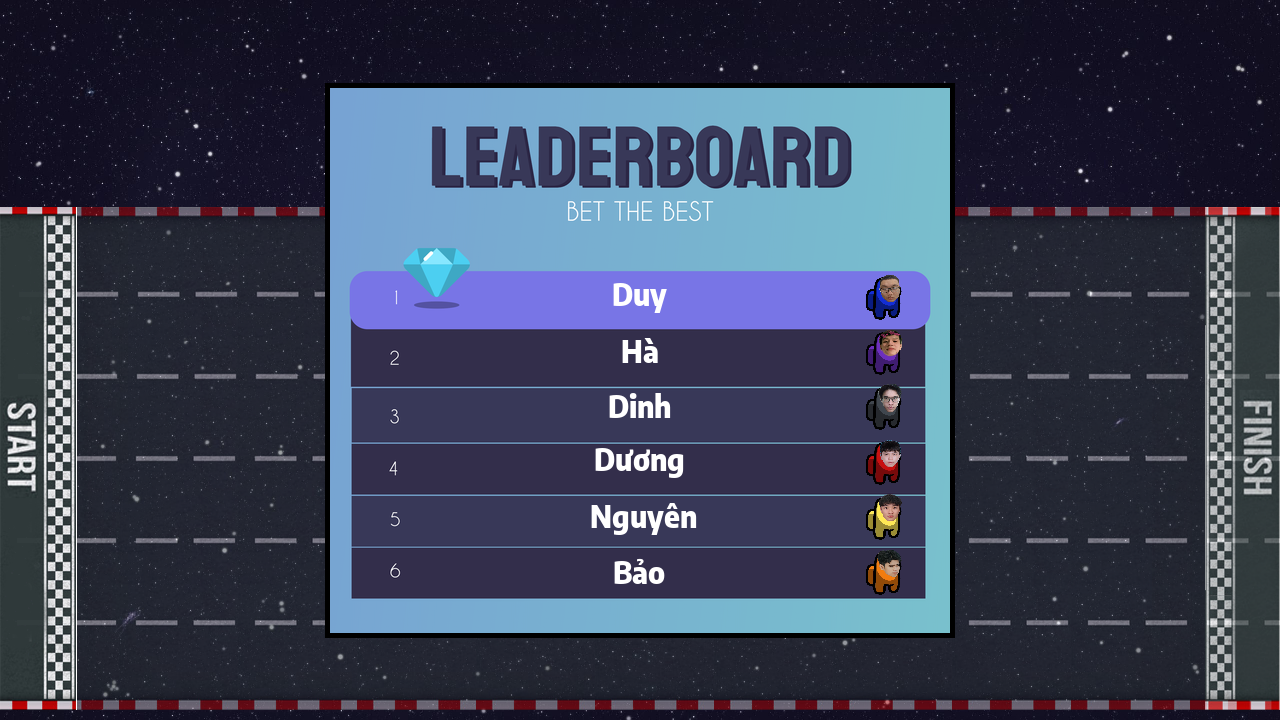 LEADERBOARD
BET THE BEST
1 Duy
2 Hà
3 Dinh
4 Dương
5 Nguyên
6 Bảo
START
FINISH